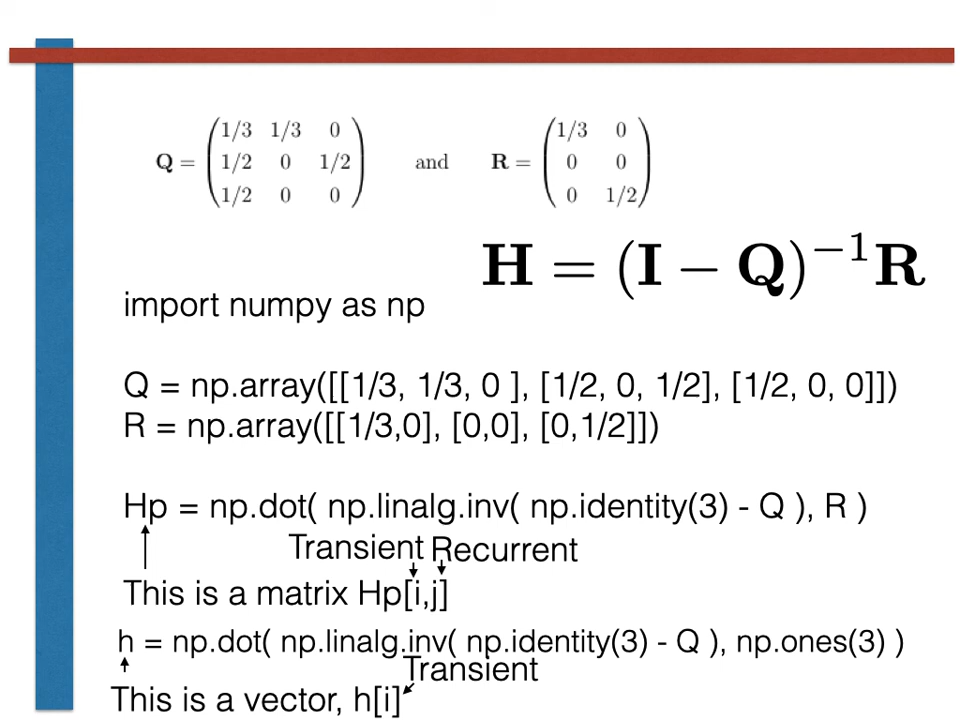 Q = ( 1/3 1/3 0 ; 1/2 0 1/2 ; 1/2 0 0 ) and R = ( 1/3 0 ; 0 0 ; 0 1/2 )
H = (I − Q)⁻¹R
import numpy as np
Q = np.array([[1/3, 1/3, 0 ], [1/2, 0, 1/2], [1/2, 0, 0]])
R = np.array([[1/3,0], [0,0], [0,1/2]])
Hp = np.dot( np.linalg.inv( np.identity(3) - Q ), R )
Transient Recurrent
This is a matrix Hp[i,j]
h = np.dot( np.linalg.inv( np.identity(3) - Q ), np.ones(3) )
Transient
This is a vector, h[i]